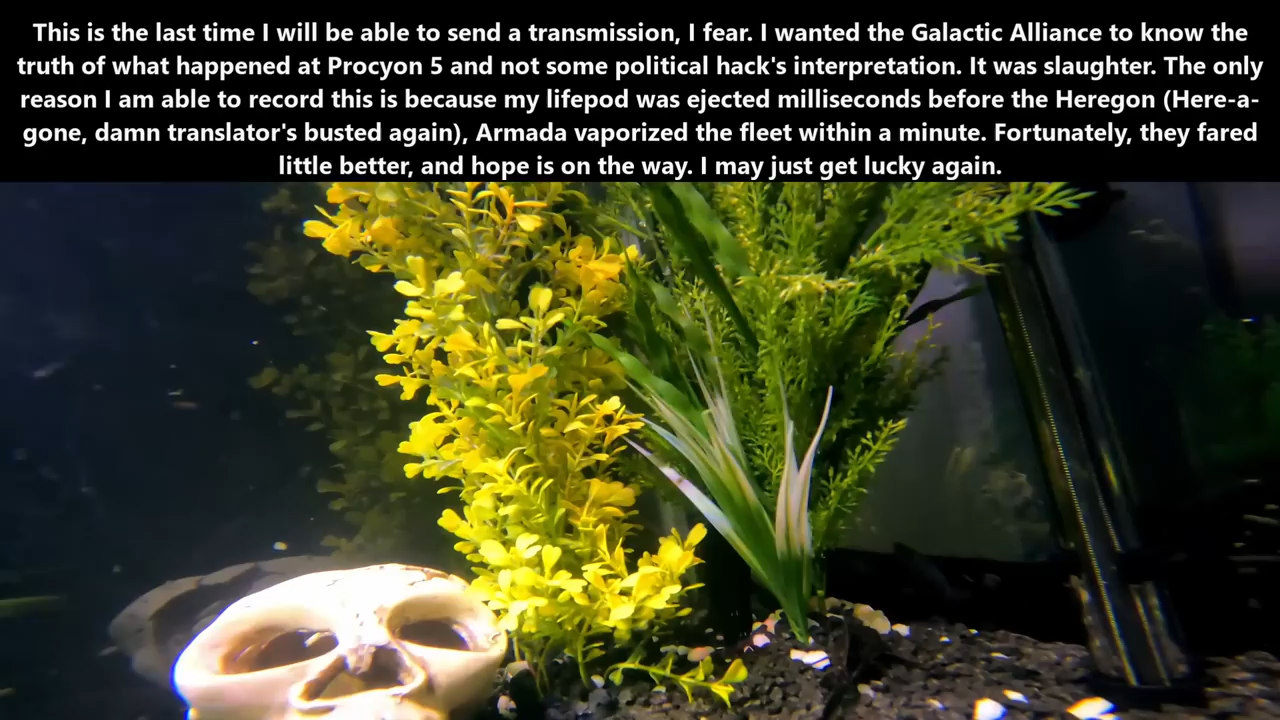 This is the last time I will be able to send a transmission, I fear. I wanted the Galactic Alliance to know the
truth of what happened at Procyon 5 and not some political hack's interpretation. It was slaughter. The only
reason I am able to record this is because my lifepod was ejected milliseconds before the Heregon (Here-a-
gone, damn translator's busted again), Armada vaporized the fleet within a minute. Fortunately, they fared
little better, and hope is on the way. I may just get lucky again.